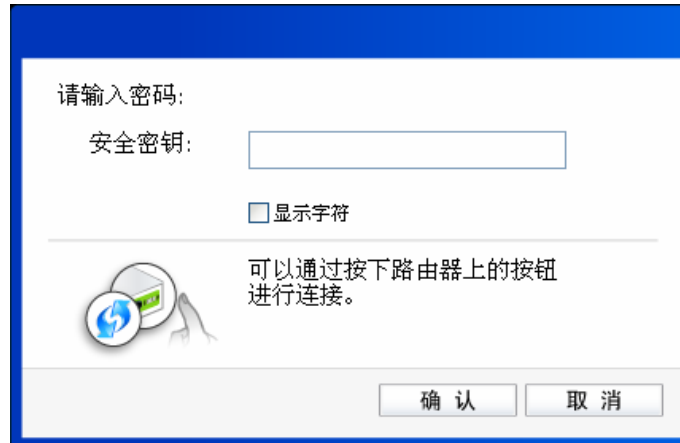 请输入密码:
安全密钥:
显示字符
可以通过按下路由器上的按钮
进行连接。
确 认
取 消